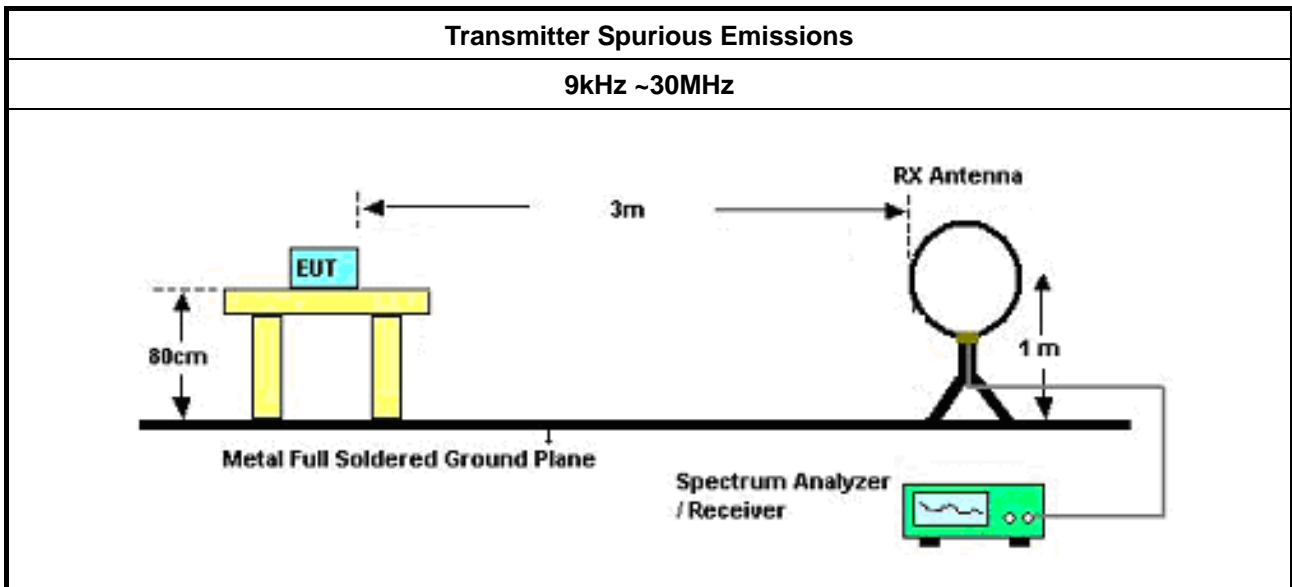 Transmitter Spurious Emissions
9kHz ~30MHz
RX Antenna
3m
EUT
80cm
1 m
Metal Full Soldered Ground Plane
Spectrum Analyzer
/ Receiver